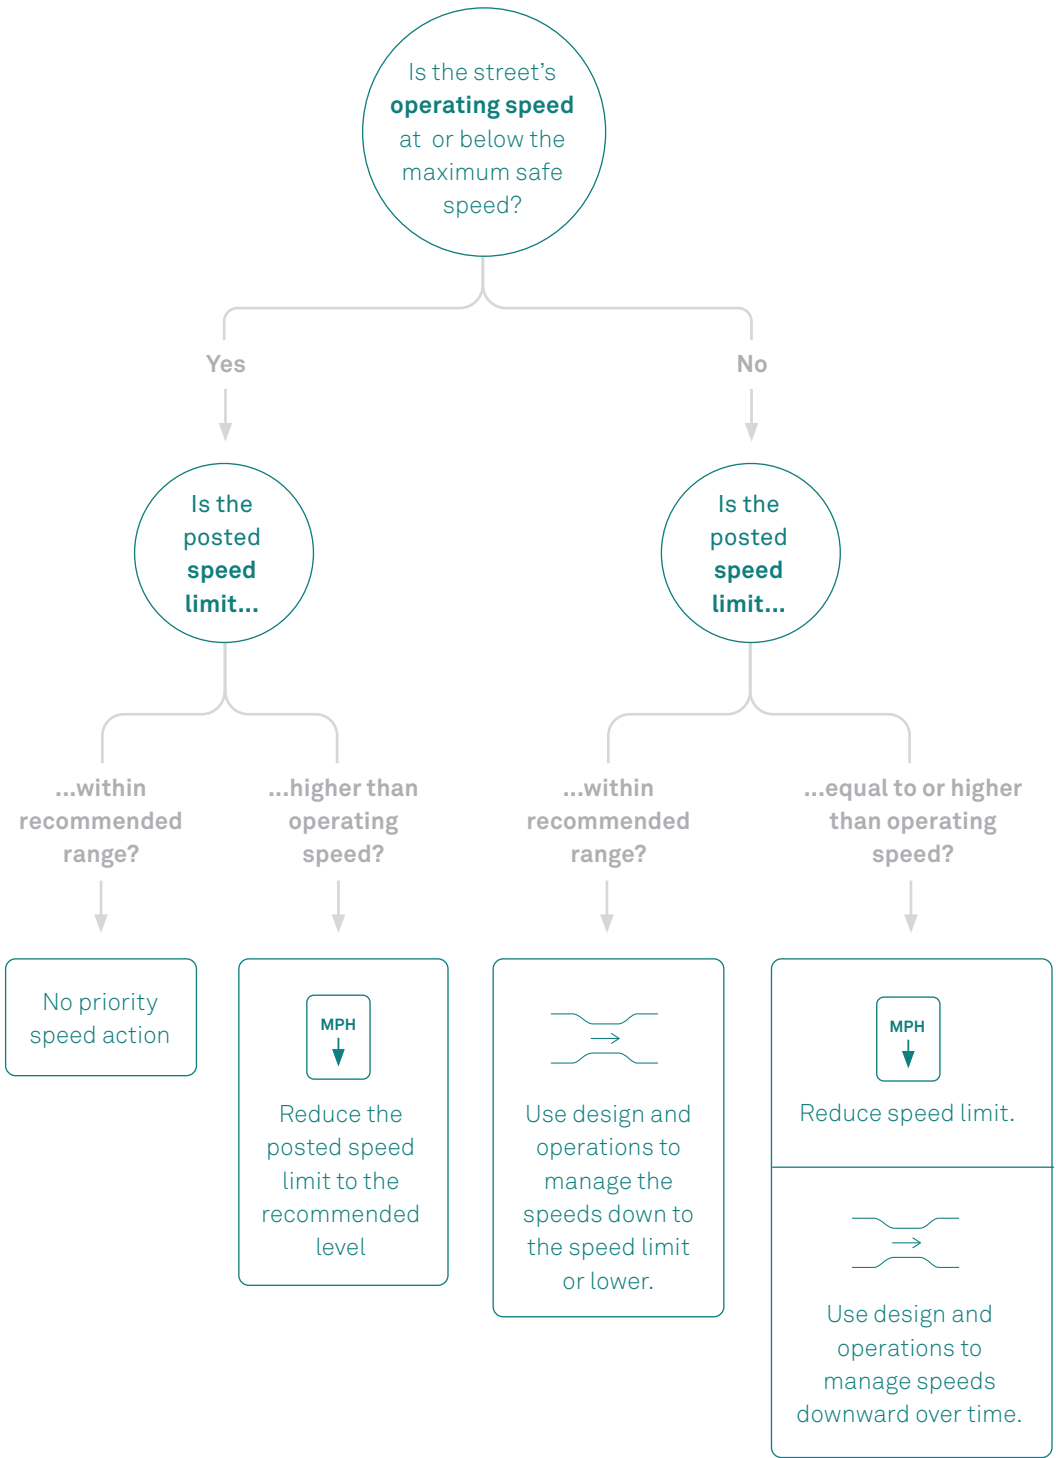 Is the street's
operating speed
at or below the
maximum safe
speed?
Yes
No
Is the
posted
speed
limit...
Is the
posted
speed
limit...
...within
recommended
range?
...higher than
operating
speed?
...within
recommended
range?
...equal to or higher
than operating
speed?
No priority
speed action
MPH
Reduce the
posted speed
limit to the
recommended
level
Use design and
operations to
manage the
speeds down to
the speed limit
or lower.
MPH
Reduce speed limit.
Use design and
operations to
manage speeds
downward over time.